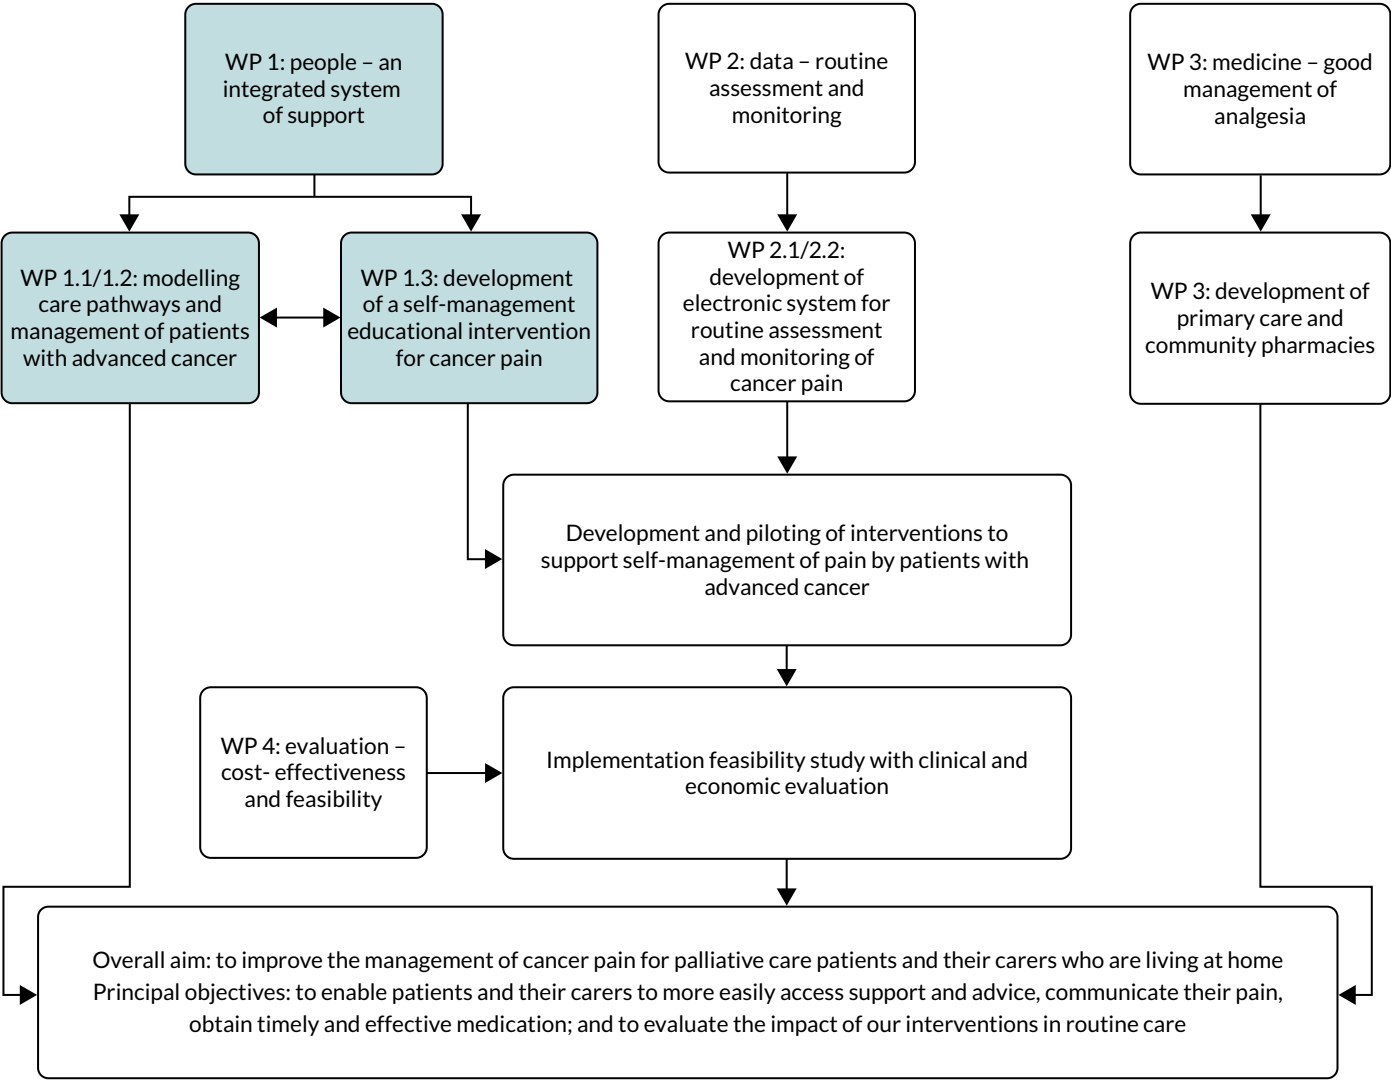 WP 1: people – an
integrated system
of support
WP 2: data – routine
assessment and
monitoring
WP 3: medicine – good
management of
analgesia
WP 1.1/1.2: modelling
care pathways and
management of patients
with advanced cancer
WP 1.3: development
of a self-management
educational intervention
for cancer pain
WP 2.1/2.2:
development of
electronic system for
routine assessment
and monitoring of
cancer pain
WP 3: development of
primary care and
community pharmacies
Development and piloting of interventions to
support self-management of pain by patients with
advanced cancer
WP 4: evaluation –
cost- effectiveness
and feasibility
Implementation feasibility study with clinical and
economic evaluation
Overall aim: to improve the management of cancer pain for palliative care patients and their carers who are living at home
Principal objectives: to enable patients and their carers to more easily access support and advice, communicate their pain,
obtain timely and effective medication; and to evaluate the impact of our interventions in routine care